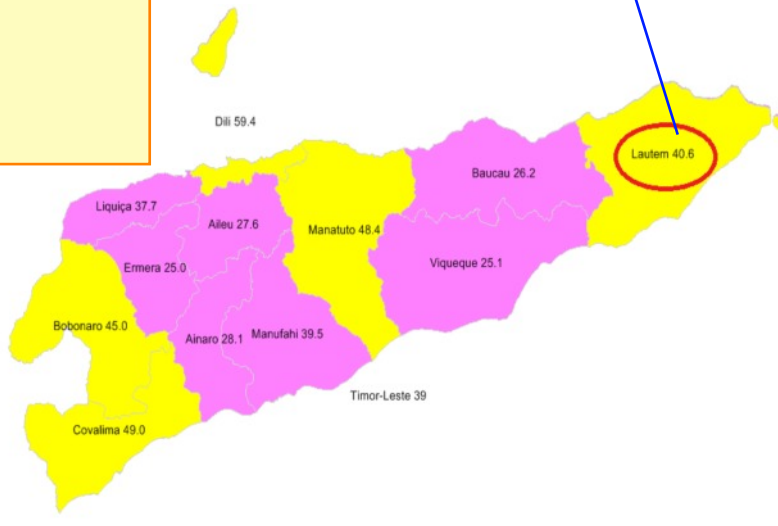 Dili 59.4
Lautem 40.6
Baucau 26.2
Liquiça 37.7
Aileu 27.6
Manatuto 48.4
Ermera 25.0
Viqueque 25.1
Bobonaro 45.0
Ainaro 28.1
Manufahi 39.5
Timor-Leste 39
Covalima 49.0